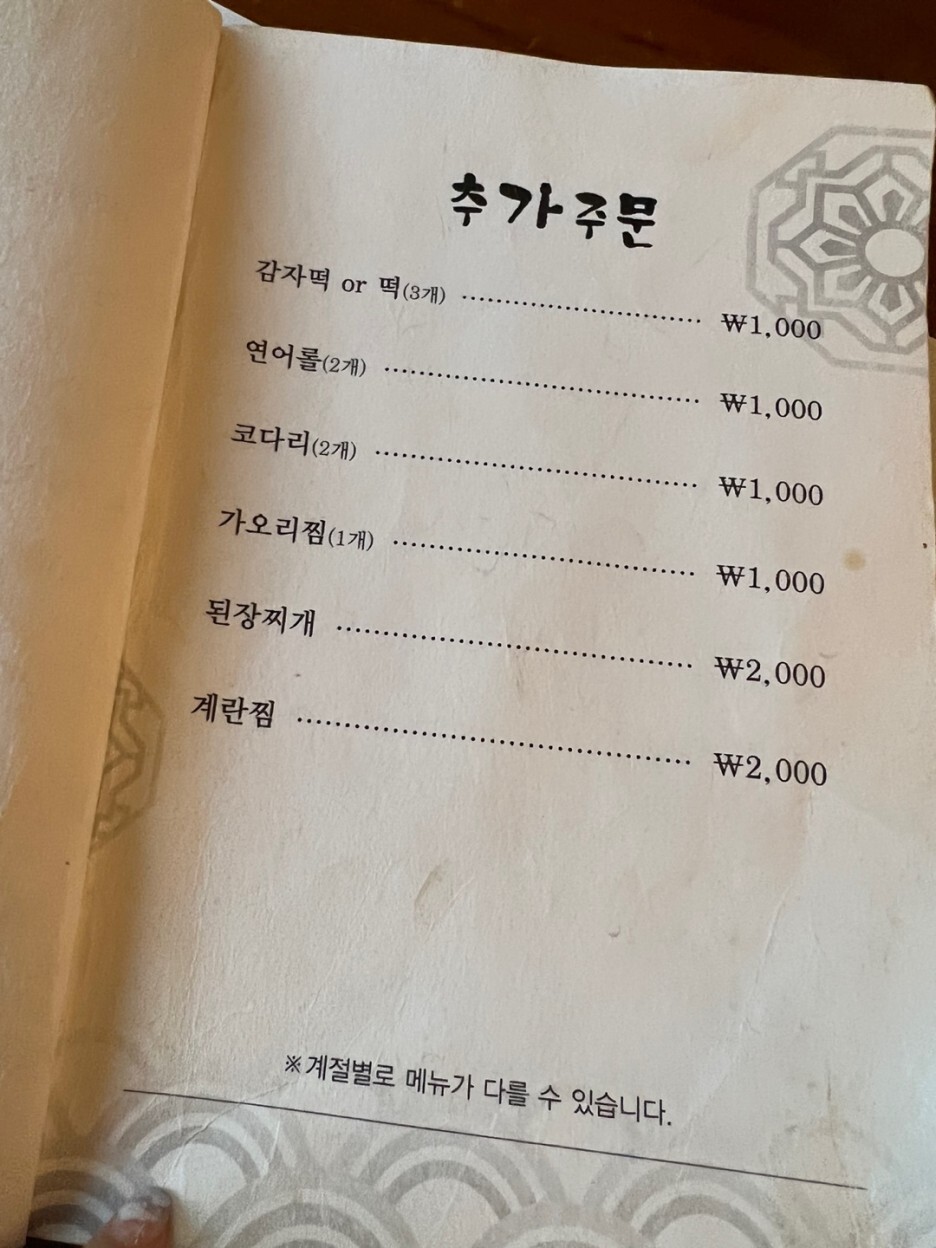 추가주문
감자떡 or 떡(3개) ........................... ₩1,000
연어롤(2개) .................................... ₩1,000
코다리(2개) .................................... ₩1,000
가오리찜(1개) .................................. ₩1,000
된장찌개 ........................................ ₩2,000
계란찜 ............................................ ₩2,000
※계절별로 메뉴가 다를 수 있습니다.